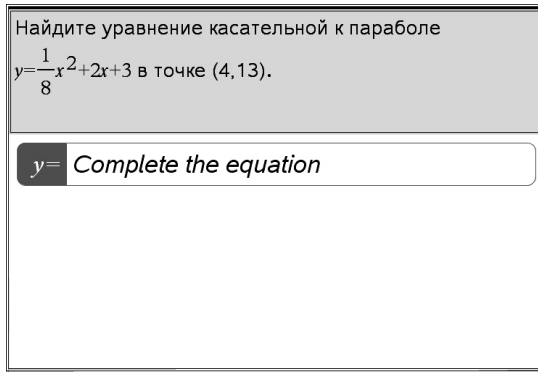 Найдите уравнение касательной к параболе
y=1/8x²+2x+3 в точке (4,13).
y= Complete the equation